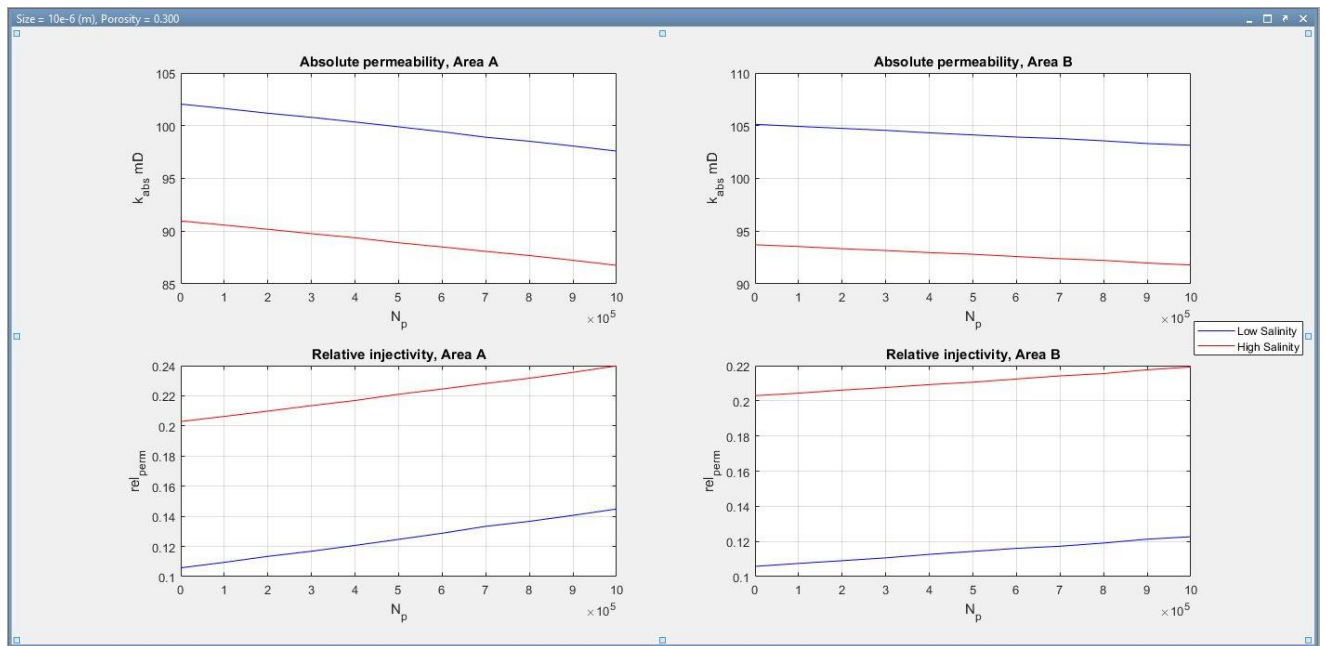 Size = 10e-6 (m), Porosity = 0.300
Absolute permeability, Area A
105
100
95
90
85
k_abs mD
0 1 2 3 4 5 6 7 8 9 10
N_p
×10^5
Absolute permeability, Area B
110
105
100
95
90
k_abs mD
0 1 2 3 4 5 6 7 8 9 10
N_p
×10^5
Low Salinity
High Salinity
Relative injectivity, Area A
0.24
0.22
0.2
0.18
0.16
0.14
0.12
0.1
rel_perm
0 1 2 3 4 5 6 7 8 9 10
N_p
×10^5
Relative injectivity, Area B
0.22
0.2
0.18
0.16
0.14
0.12
0.1
rel_perm
0 1 2 3 4 5 6 7 8 9 10
N_p
×10^5